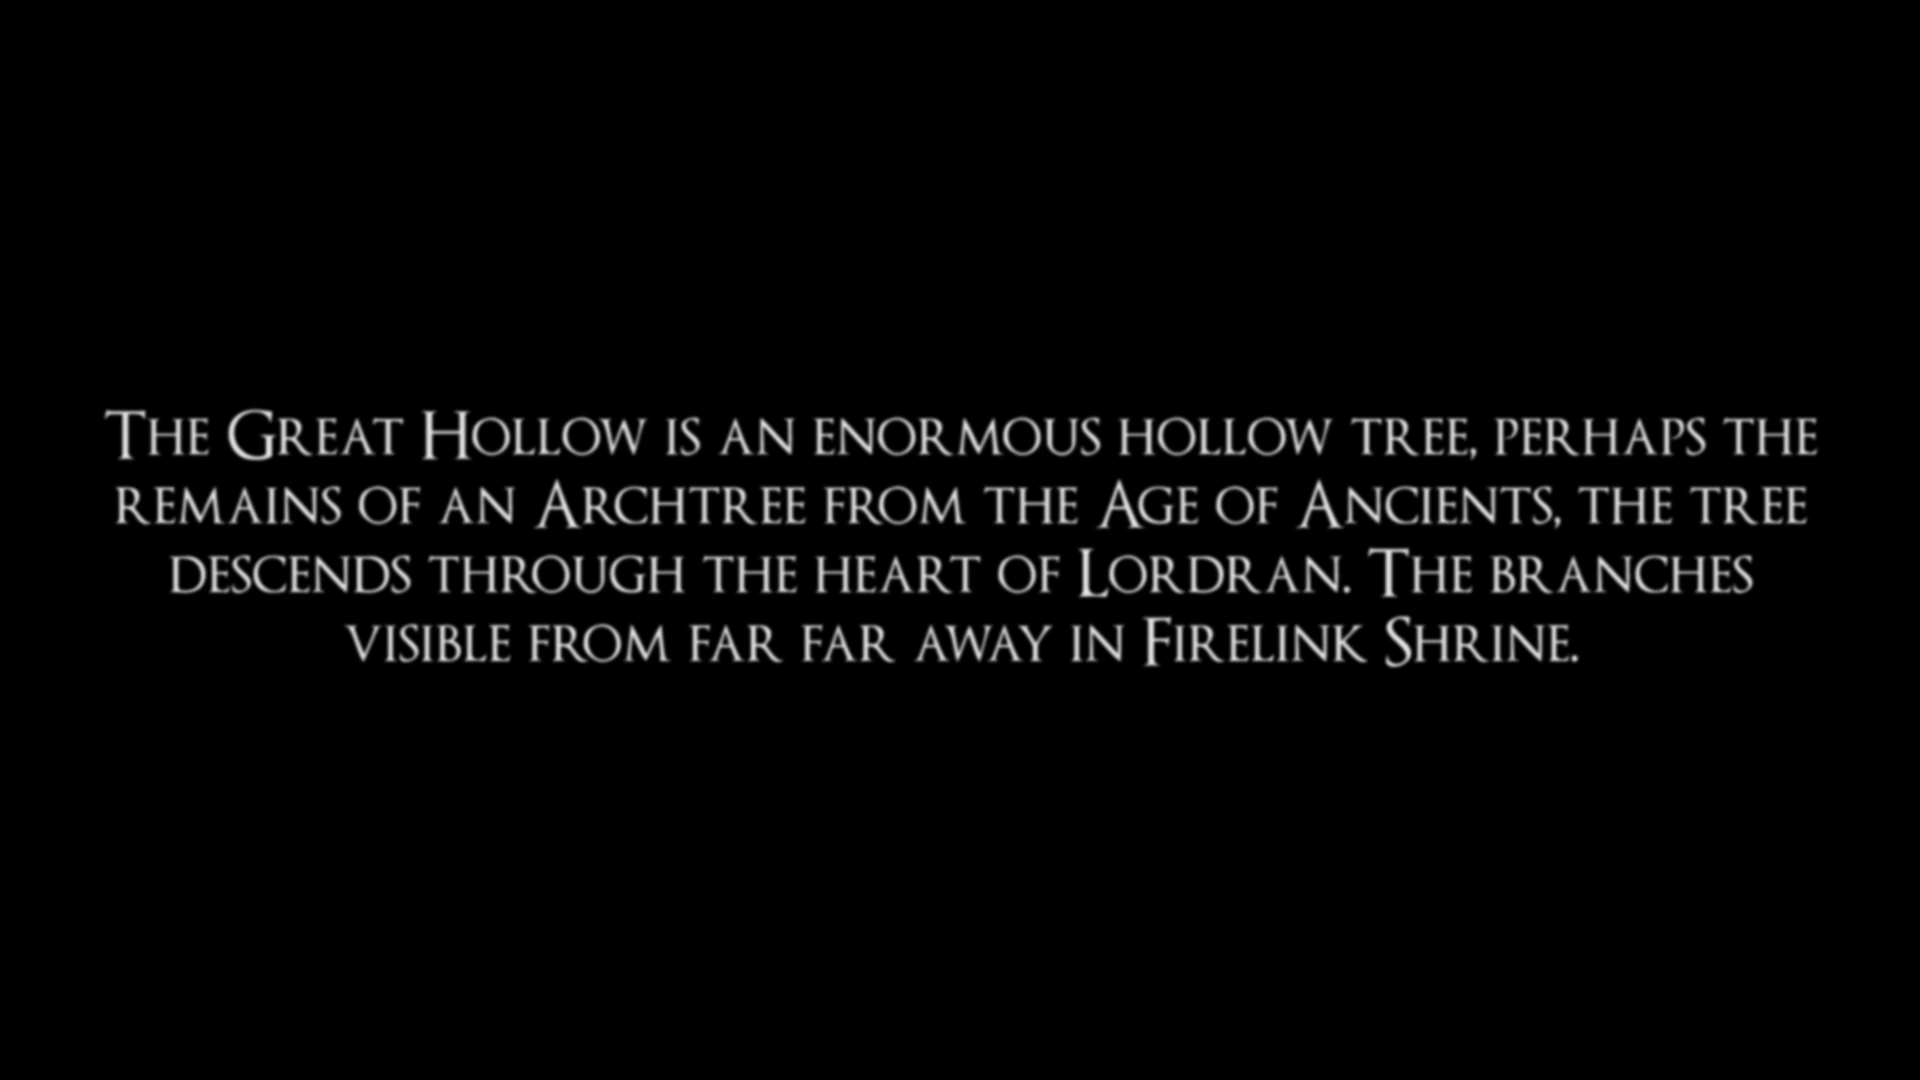 The Great Hollow is an enormous hollow tree, perhaps the
remains of an Archtree from the Age of Ancients, the tree
descends through the heart of Lordran. The branches
visible from far far away in Firelink Shrine.